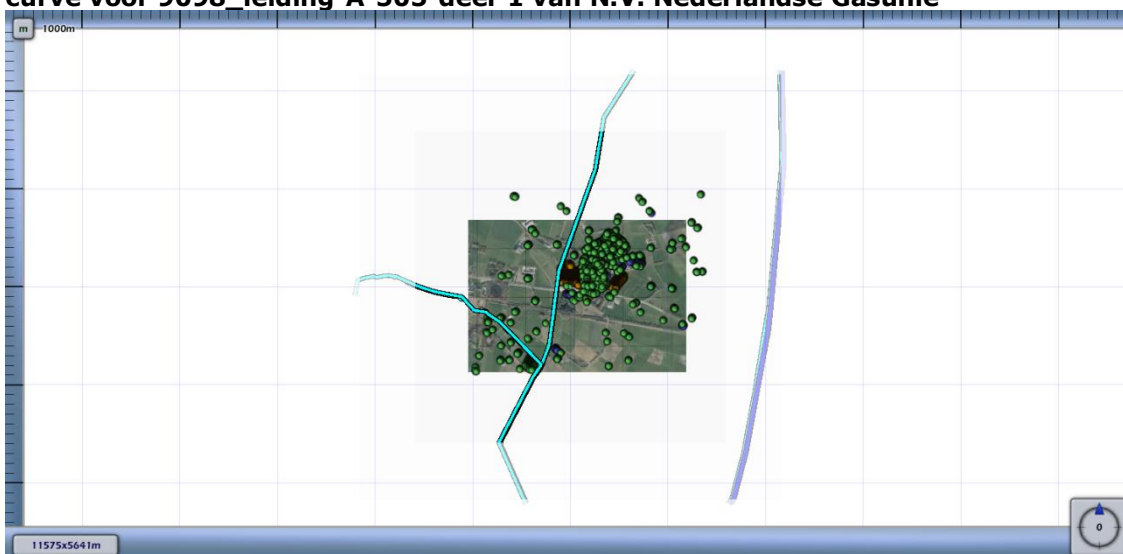 curve voor 9098_leiding-A-505-deel-1 van N.V. Nederlandse Gasunie
m
1000m
11575x5641m
0